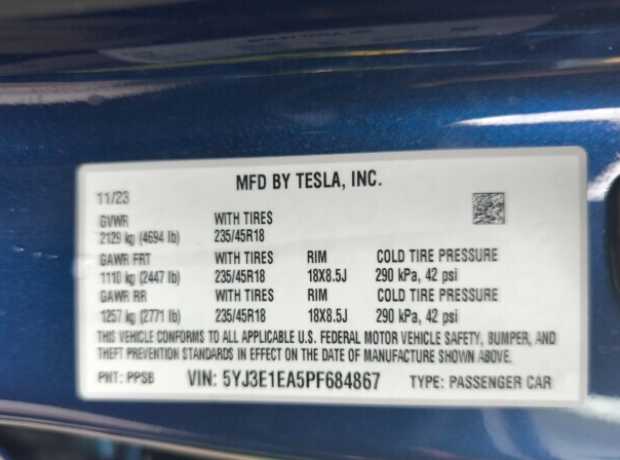 MFD BY TESLA, INC.
11/23
GVWR WITH TIRES
2129 kg (4694 lb) 235/45R18
GAWR FRT WITH TIRES RIM COLD TIRE PRESSURE
1110 kg (2447 lb) 235/45R18 18X8.5J 290 kPa, 42 psi
GAWR RR WITH TIRES RIM COLD TIRE PRESSURE
1257 kg (2771 lb) 235/45R18 18X8.5J 290 kPa, 42 psi
THIS VEHICLE CONFORMS TO ALL APPLICABLE U.S. FEDERAL MOTOR VEHICLE SAFETY, BUMPER, AND
THEFT PREVENTION STANDARDS IN EFFECT ON THE DATE OF MANUFACTURE SHOWN ABOVE.
PNT: PPSB VIN: 5YJ3E1EA5PF684867 TYPE: PASSENGER CAR